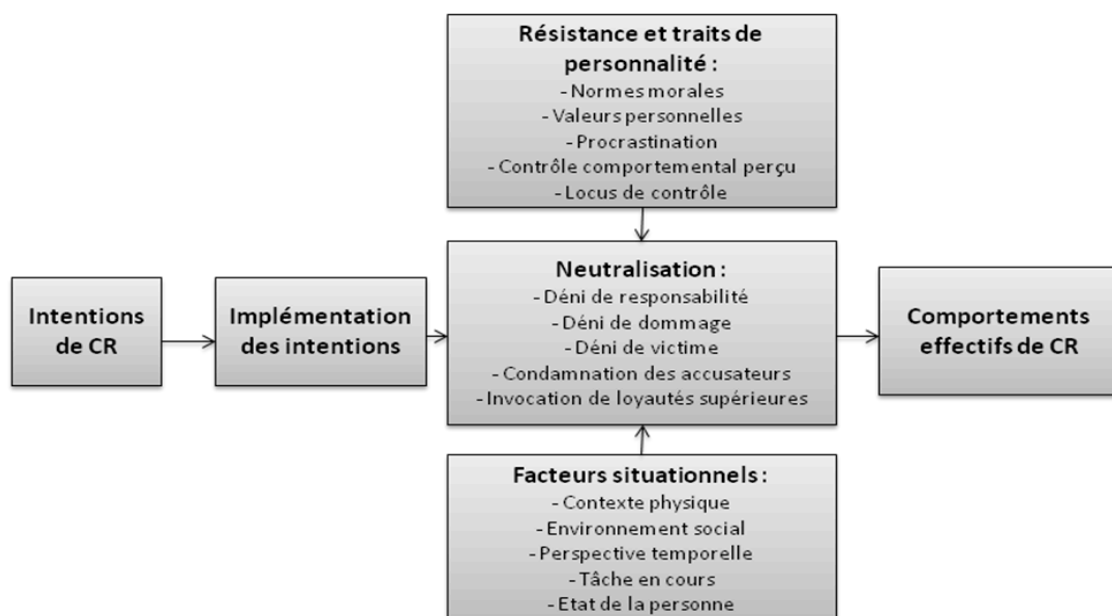 Résistance et traits de
personnalité :
- Normes morales
- Valeurs personnelles
- Procrastination
- Contrôle comportemental perçu
- Locus de contrôle
Intentions
de CR
Implémentation
des intentions
Neutralisation :
- Déni de responsabilité
- Déni de dommage
- Déni de victime
- Condamnation des accusateurs
- Invocation de loyautés supérieures
Comportements
effectifs de CR
Facteurs situationnels :
- Contexte physique
- Environnement social
- Perspective temporelle
- Tâche en cours
- Etat de la personne